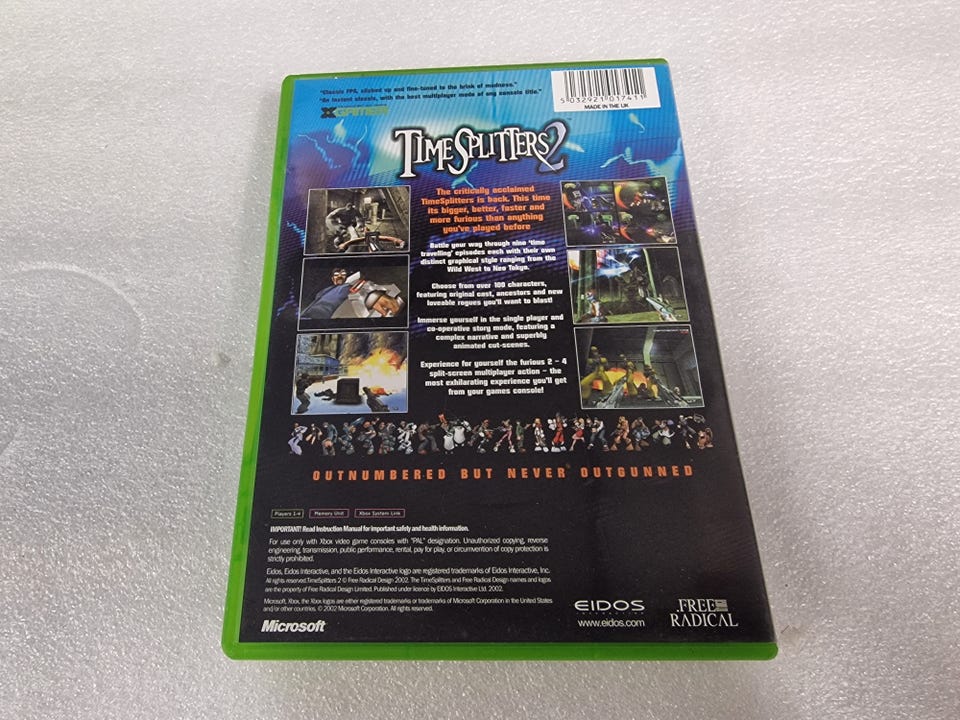 "Classic FPS, slicked up and fine-tuned to the brink of madness."
"An instant classic, with the best multiplayer mode of any console title."
XGAMER
5 032921 017411
MADE IN THE UK
TIMESPLITTERS 2
The critically acclaimed
TimeSplitters is back. This time
its bigger, better, faster and
more furious than anything
you've played before
Battle your way through nine 'time
travelling' episodes each with their own
distinct graphical style ranging from the
Wild West to Neo Tokyo.
Choose from over 100 characters,
featuring original cast, ancestors and new
loveable rogues you'll want to blast!
Immerse yourself in the single player and
co-operative story mode, featuring a
complex narrative and superbly
animated cut-scenes.
Experience for yourself the furious 2 - 4
split-screen multiplayer action - the
most exhilarating experience you'll get
from your games console!
OUTNUMBERED BUT NEVER OUTGUNNED
Players 1-4 Memory Unit Xbox System Link
IMPORTANT! Read Instruction Manual for important safety and health information.
For use only with Xbox video game consoles with "PAL" designation. Unauthorized copying, reverse
engineering, transmission, public performance, rental, pay for play, or circumvention of copy protection is
strictly prohibited.
Eidos, Eidos Interactive, and the Eidos Interactive logo are registered trademarks of Eidos Interactive, Inc.
All rights reserved.TimeSplitters 2 © Free Radical Design 2002. The TimeSplitters and Free Radical Design names and logos
are the property of Free Radical Design Limited. Published under licence by EIDOS Interactive Ltd. 2002.
Microsoft, Xbox, the Xbox logos are either registered trademarks or trademarks of Microsoft Corporation in the United States
and/or other countries. © 2002 Microsoft Corporation. All rights reserved.
Microsoft
EIDOS
INTERACTIVE
www.eidos.com
FREE
RADICAL